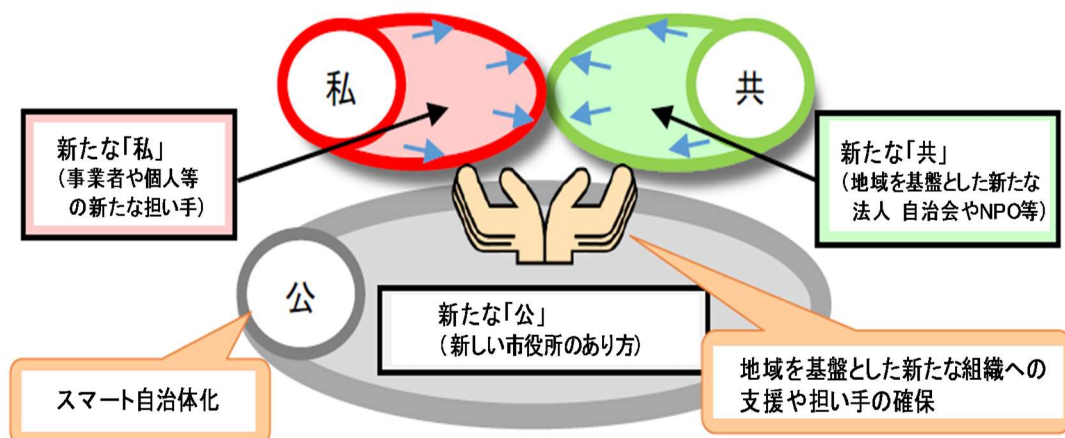 私
共
新たな「私」
（事業者や個人等
の新たな担い手）
新たな「共」
（地域を基盤とした新たな
法人 自治会やNPO等）
公
新たな「公」
（新しい市役所のあり方）
スマート自治体化
地域を基盤とした新たな組織への
支援や担い手の確保